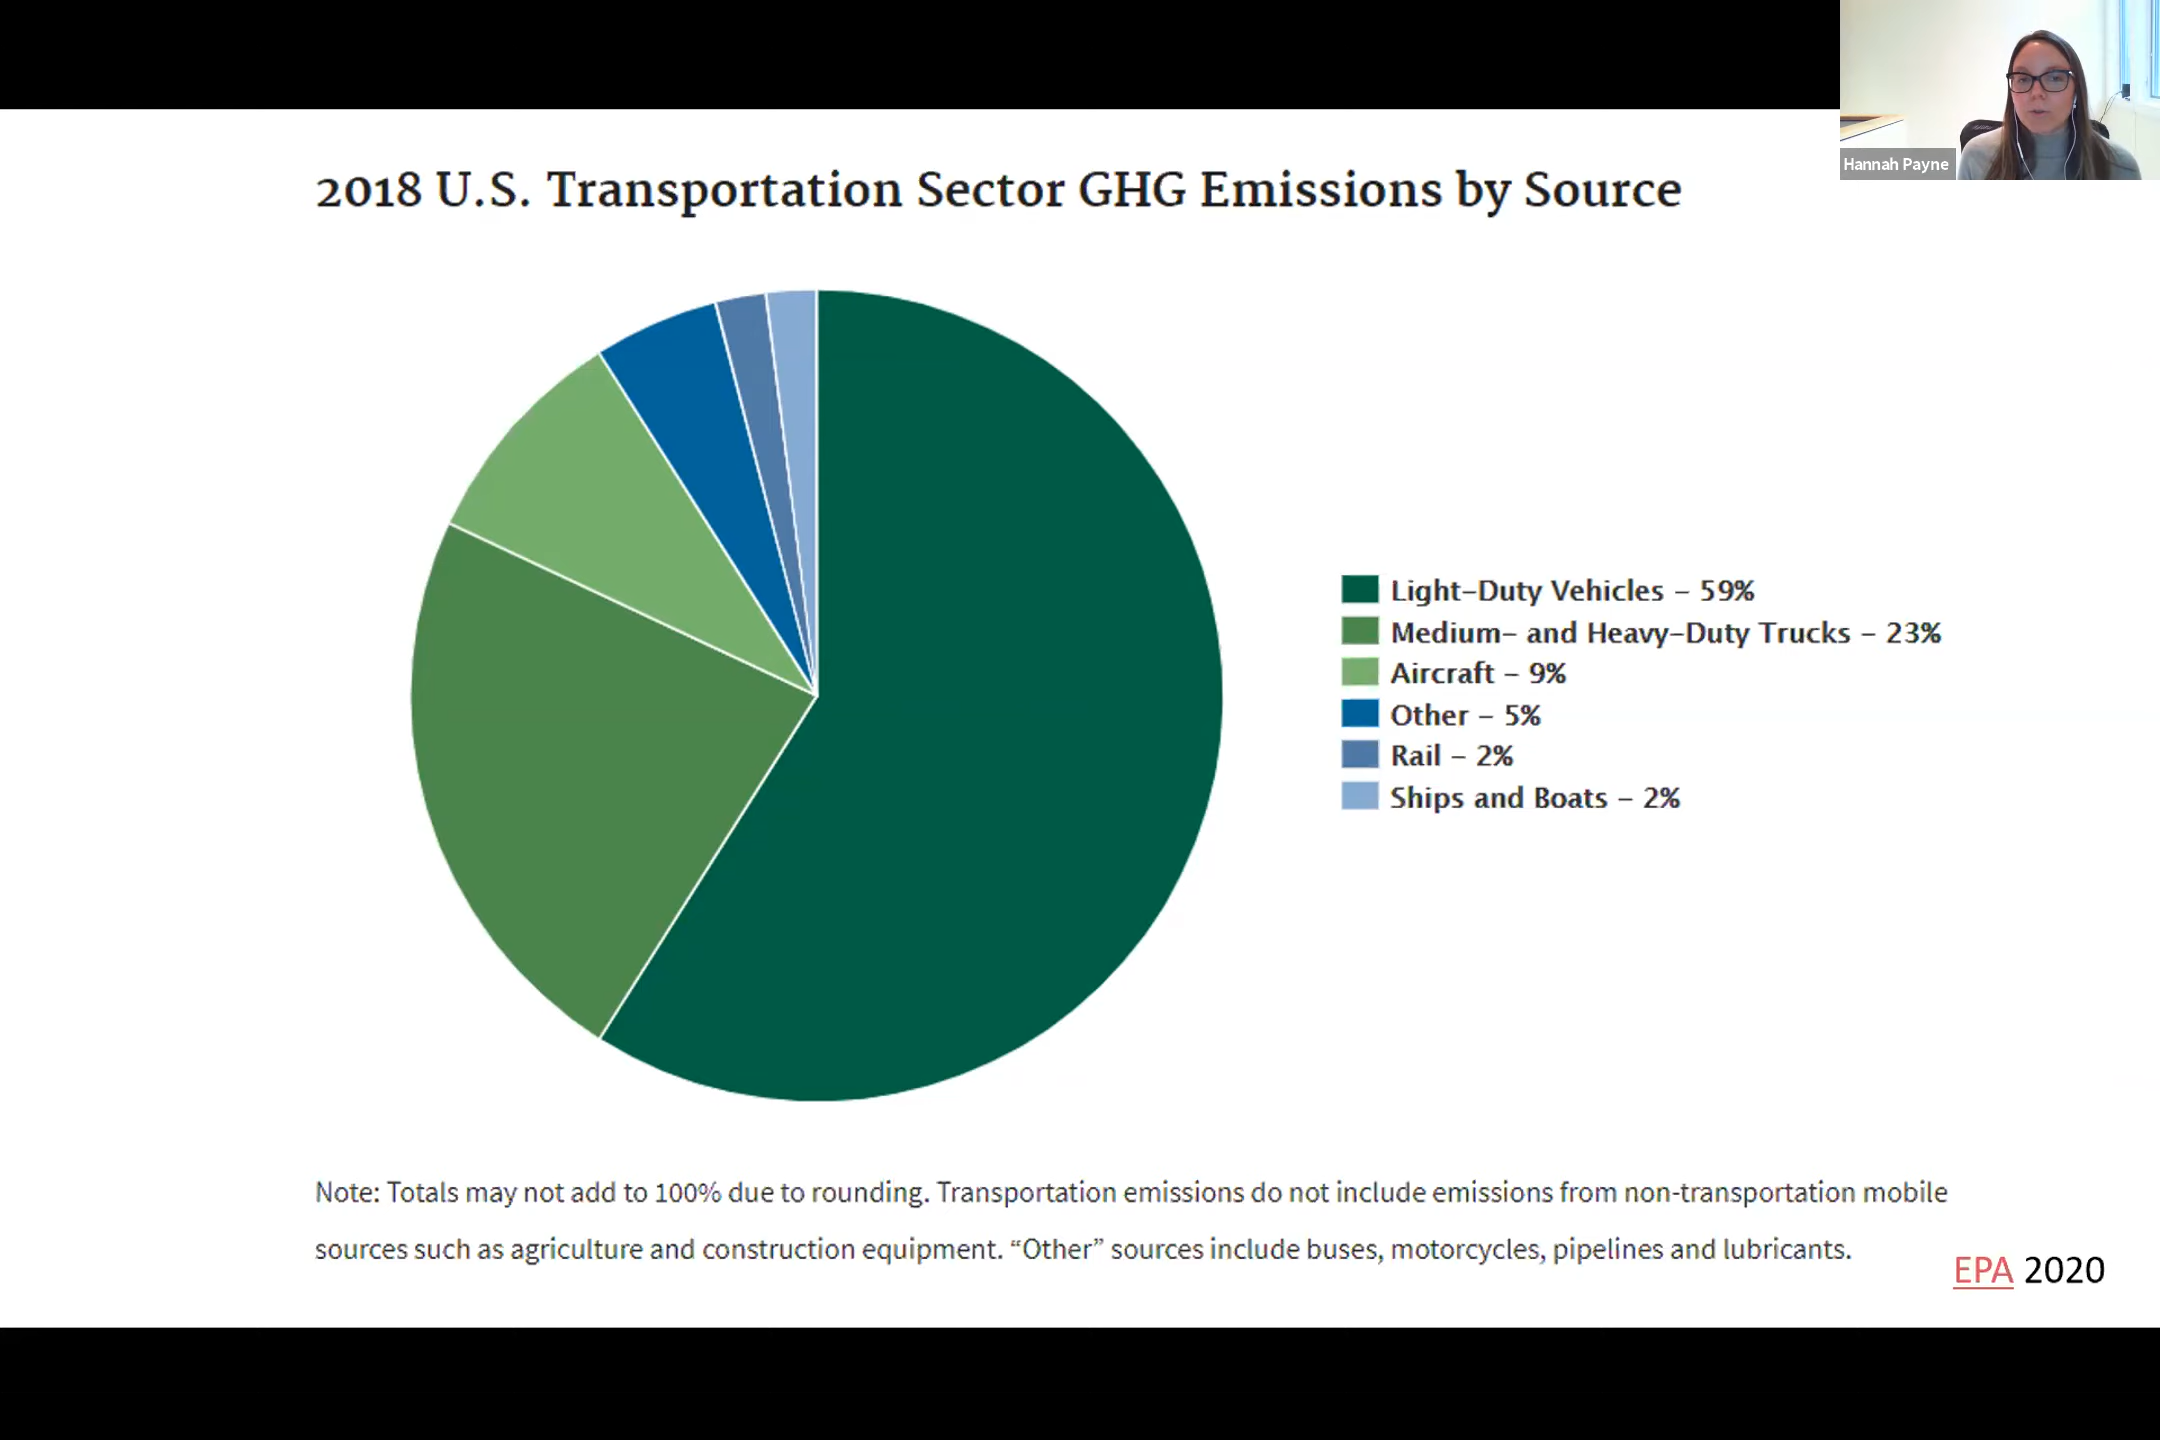 Hannah Payne
2018 U.S. Transportation Sector GHG Emissions by Source
Light-Duty Vehicles – 59%
Medium- and Heavy-Duty Trucks – 23%
Aircraft – 9%
Other – 5%
Rail – 2%
Ships and Boats – 2%
Note: Totals may not add to 100% due to rounding. Transportation emissions do not include emissions from non-transportation mobile
sources such as agriculture and construction equipment. “Other” sources include buses, motorcycles, pipelines and lubricants.
EPA 2020